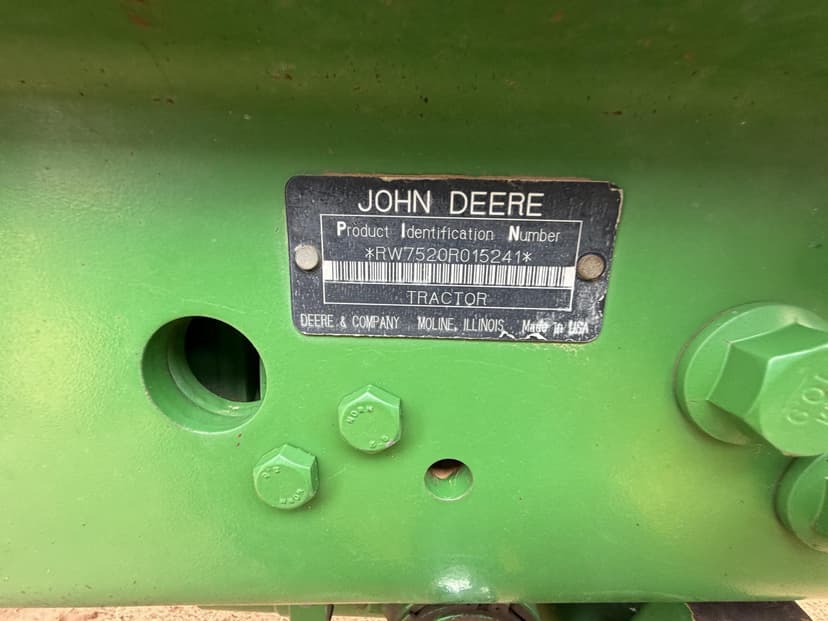 JOHN DEERE
Product Identification Number
*RW7520R015241*
TRACTOR
DEERE & COMPANY MOLINE, ILLINOIS Made in USA